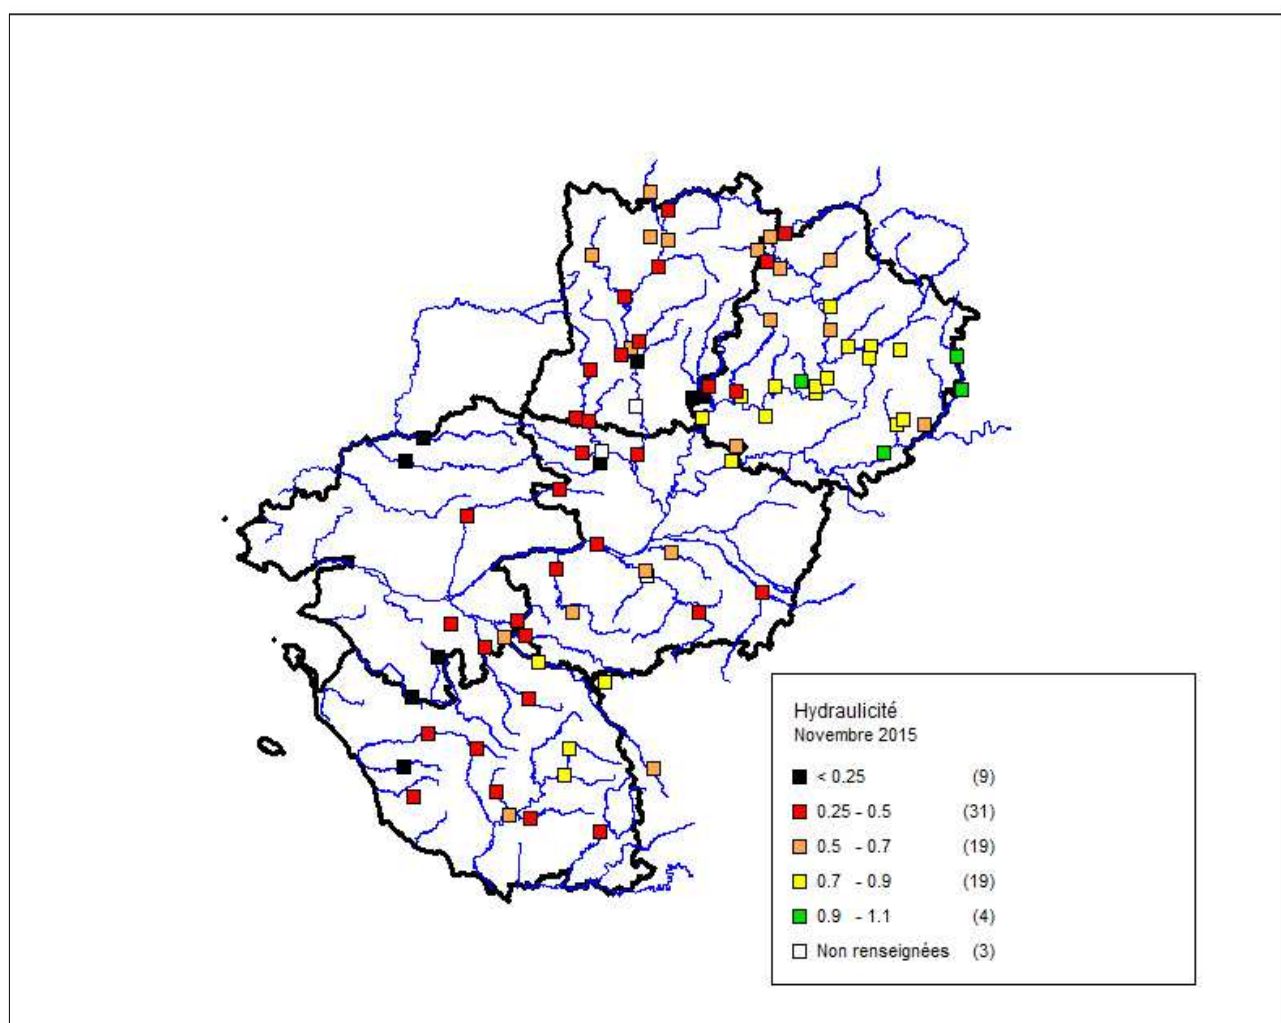 Hydraulicité
Novembre 2015
< 0.25 (9)
0.25 - 0.5 (31)
0.5 - 0.7 (19)
0.7 - 0.9 (19)
0.9 - 1.1 (4)
Non renseignées (3)